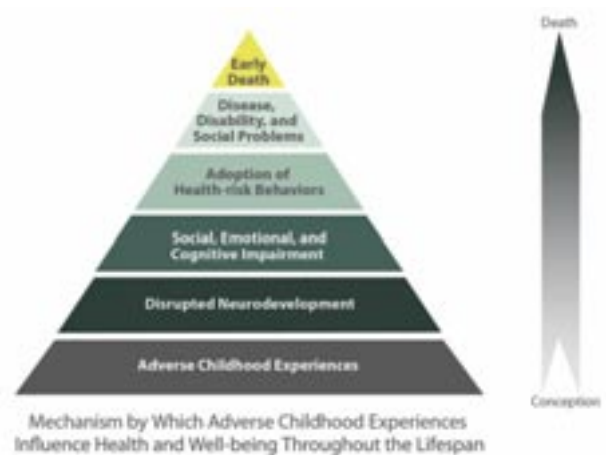 Death
Early
Death
Disease,
Disability, and
Social Problems
Adoption of
Health-risk Behaviors
Social, Emotional, and
Cognitive Impairment
Disrupted Neurodevelopment
Adverse Childhood Experiences
Conception
Mechanism by Which Adverse Childhood Experiences
Influence Health and Well-being Throughout the Lifespan